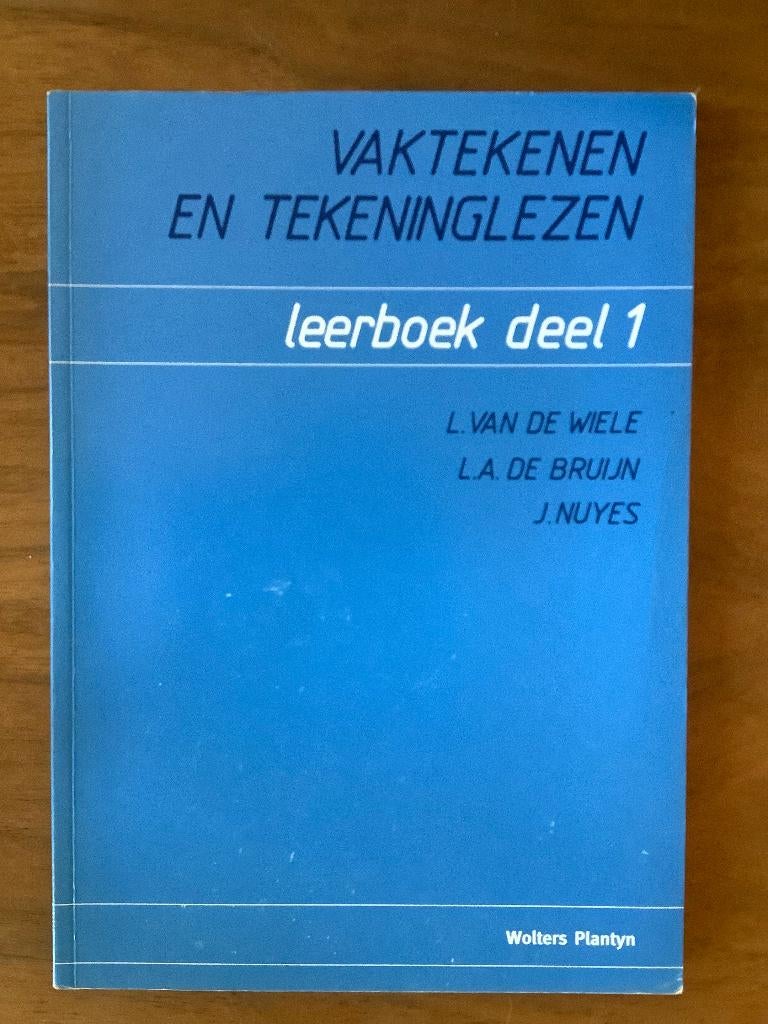 VAKTEKENEN
EN TEKENINGLEZEN
leerboek deel 1
L. VAN DE WIELE
L.A. DE BRUIJN
J. NUYES
Wolters Plantyn